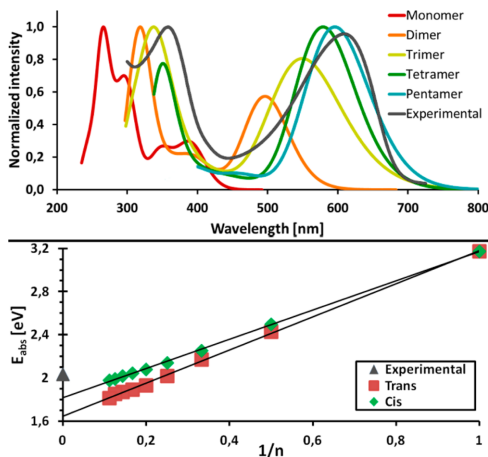 Normalized intensity
1,0
0,8
0,6
0,4
0,2
0,0
200 300 400 500 600 700 800
Wavelength [nm]
Monomer
Dimer
Trimer
Tetramer
Pentamer
Experimental
E_abs [eV]
3,2
2,8
2,4
2
1,6
0 0,2 0,4 0,6 0,8 1
1/n
Experimental
Trans
Cis